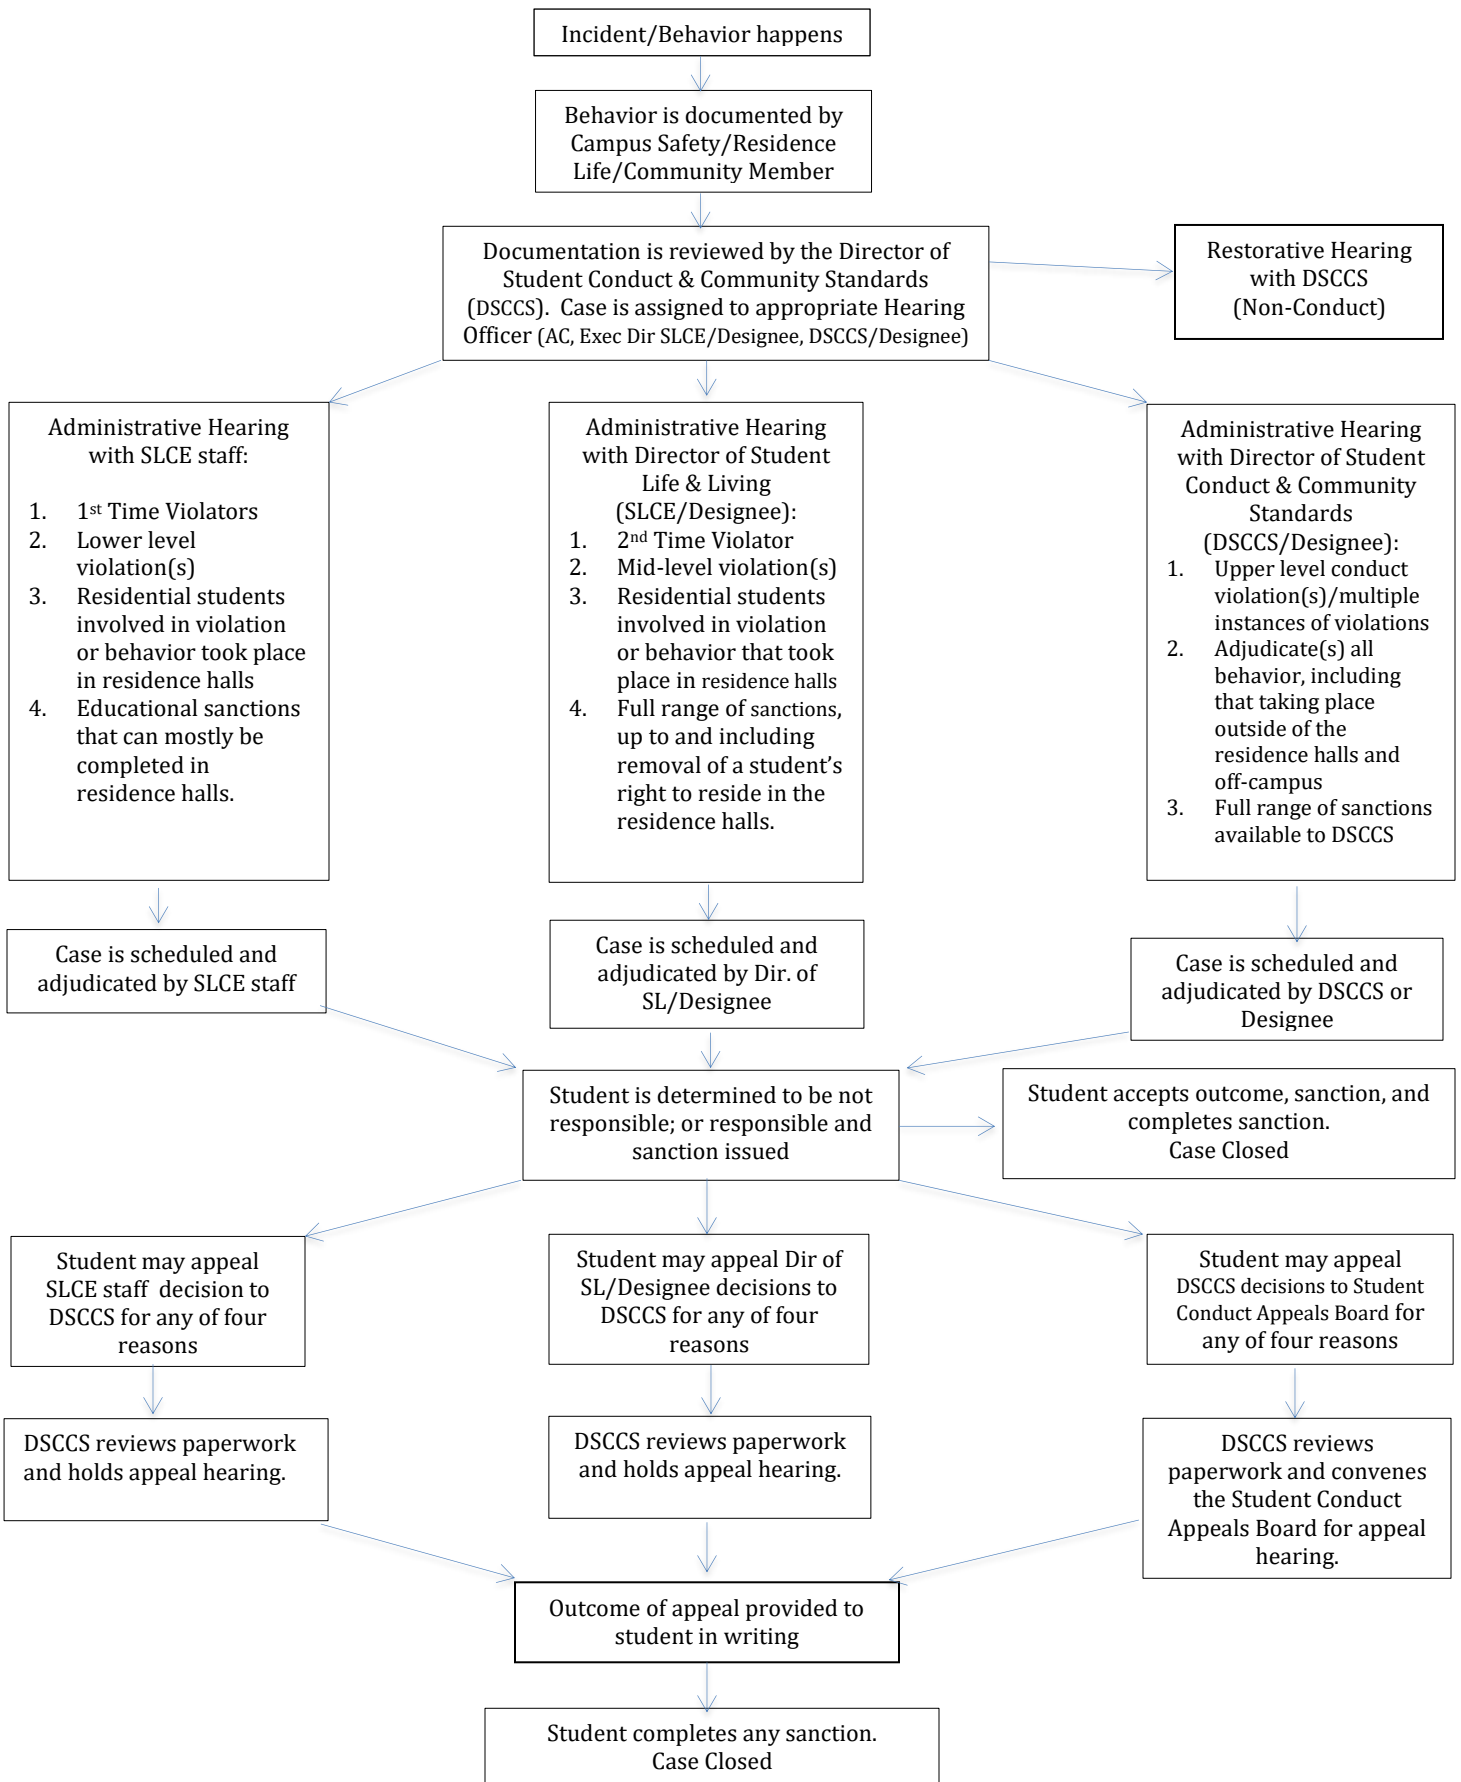 Incident/Behavior happens
Behavior is documented by
Campus Safety/Residence
Life/Community Member
Documentation is reviewed by the Director of
Student Conduct & Community Standards
(DSCCS).  Case is assigned to appropriate Hearing
Officer (AC, Exec Dir SLCE/Designee, DSCCS/Designee)
Restorative Hearing
with DSCCS
(Non-Conduct)
Administrative Hearing
with SLCE staff:
1. 1st Time Violators
2. Lower level
violation(s)
3. Residential students
involved in violation
or behavior took place
in residence halls
4. Educational sanctions
that can mostly be
completed in
residence halls.
Administrative Hearing
with Director of Student
Life & Living
(SLCE/Designee):
1. 2nd Time Violator
2. Mid-level violation(s)
3. Residential students
involved in violation
or behavior that took
place in residence halls
4. Full range of sanctions,
up to and including
removal of a student’s
right to reside in the
residence halls.
Administrative Hearing
with Director of Student
Conduct & Community
Standards
(DSCCS/Designee):
1. Upper level conduct
violation(s)/multiple
instances of violations
2. Adjudicate(s) all
behavior, including
that taking place
outside of the
residence halls and
off-campus
3. Full range of sanctions
available to DSCCS
Case is scheduled and
adjudicated by SLCE staff
Case is scheduled and
adjudicated by Dir. of
SL/Designee
Case is scheduled and
adjudicated by DSCCS or
Designee
Student is determined to be not
responsible; or responsible and
sanction issued
Student accepts outcome, sanction, and
completes sanction.
Case Closed
Student may appeal
SLCE staff  decision to
DSCCS for any of four
reasons
Student may appeal Dir of
SL/Designee decisions to
DSCCS for any of four
reasons
Student may appeal
DSCCS decisions to Student
Conduct Appeals Board for
any of four reasons
DSCCS reviews paperwork
and holds appeal hearing.
DSCCS reviews paperwork
and holds appeal hearing.
DSCCS reviews
paperwork and convenes
the Student Conduct
Appeals Board for appeal
hearing.
Outcome of appeal provided to
student in writing
Student completes any sanction.
Case Closed